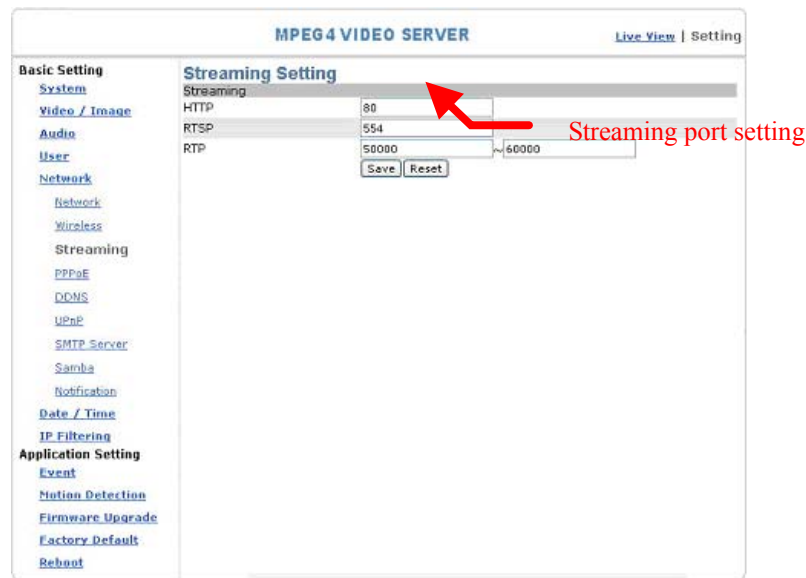 MPEG4 VIDEO SERVER
Live View | Setting
Basic Setting
System
Video / Image
Audio
User
Network
Network
Wireless
Streaming
PPPoE
DDNS
UPnP
SMTP Server
Samba
Notification
Date / Time
IP Filtering
Application Setting
Event
Motion Detection
Firmware Upgrade
Factory Default
Reboot
Streaming Setting
Streaming
HTTP 80
RTSP 554
RTP 50000 ~ 60000
Save Reset
Streaming port setting